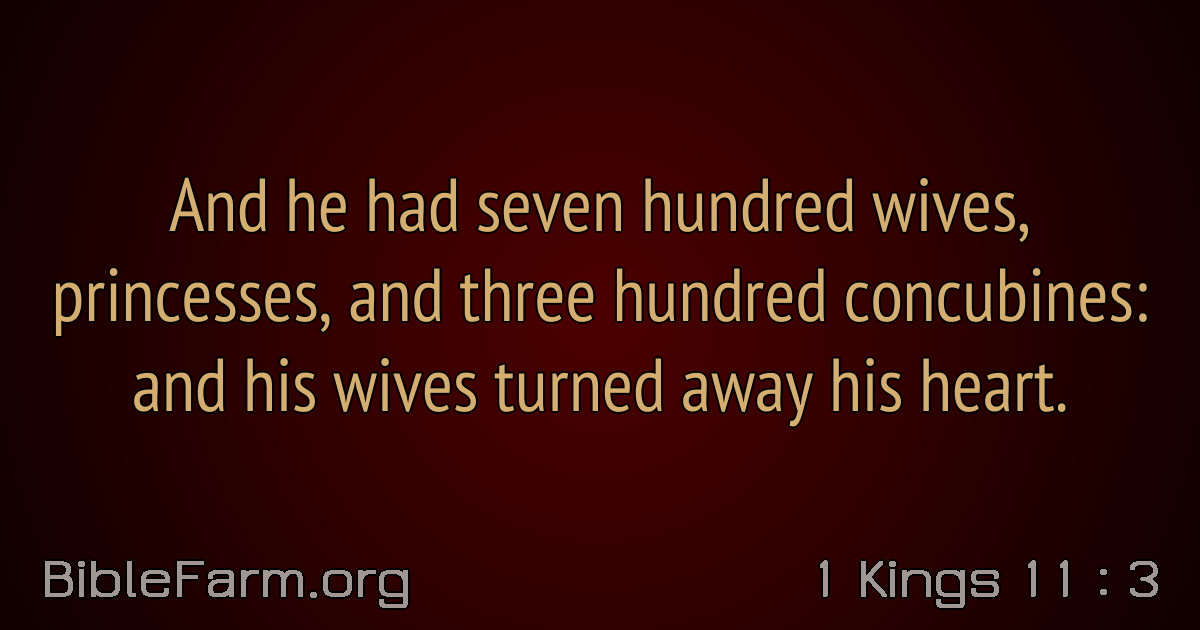 And he had seven hundred wives,
princesses, and three hundred concubines:
and his wives turned away his heart.
BibleFarm.org
1 Kings 11 : 3